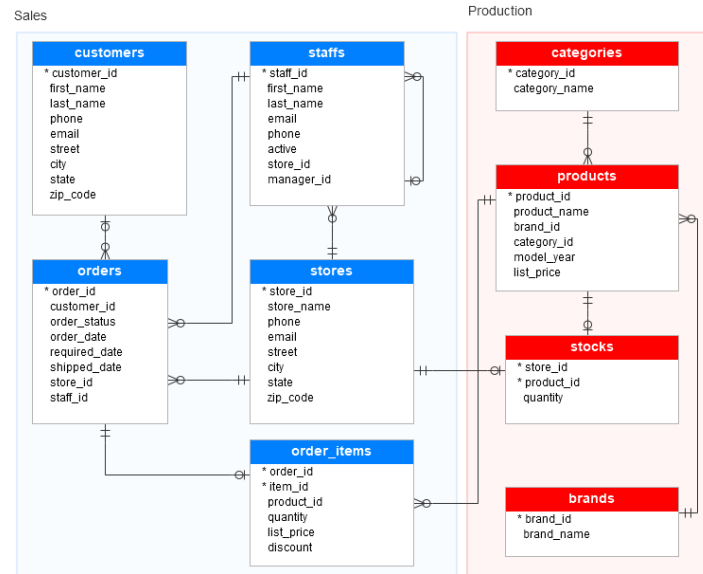 Sales
customers
* customer_id
first_name
last_name
phone
email
street
city
state
zip_code
staffs
* staff_id
first_name
last_name
email
phone
active
store_id
manager_id
orders
* order_id
customer_id
order_status
order_date
required_date
shipped_date
store_id
staff_id
stores
* store_id
store_name
phone
email
street
city
state
zip_code
order_items
* order_id
* item_id
product_id
quantity
list_price
discount
Production
categories
* category_id
category_name
products
* product_id
product_name
brand_id
category_id
model_year
list_price
stocks
* store_id
* product_id
quantity
brands
* brand_id
brand_name